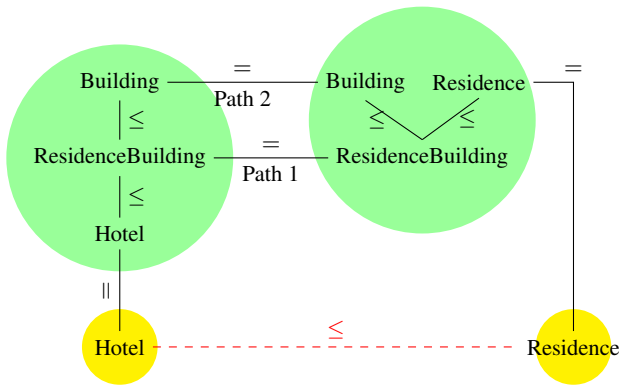 Building = Building Residence =
Path 2
≤ ≤ ≤
ResidenceBuilding = ResidenceBuilding
Path 1
≤
Hotel
=
≤
Hotel Residence